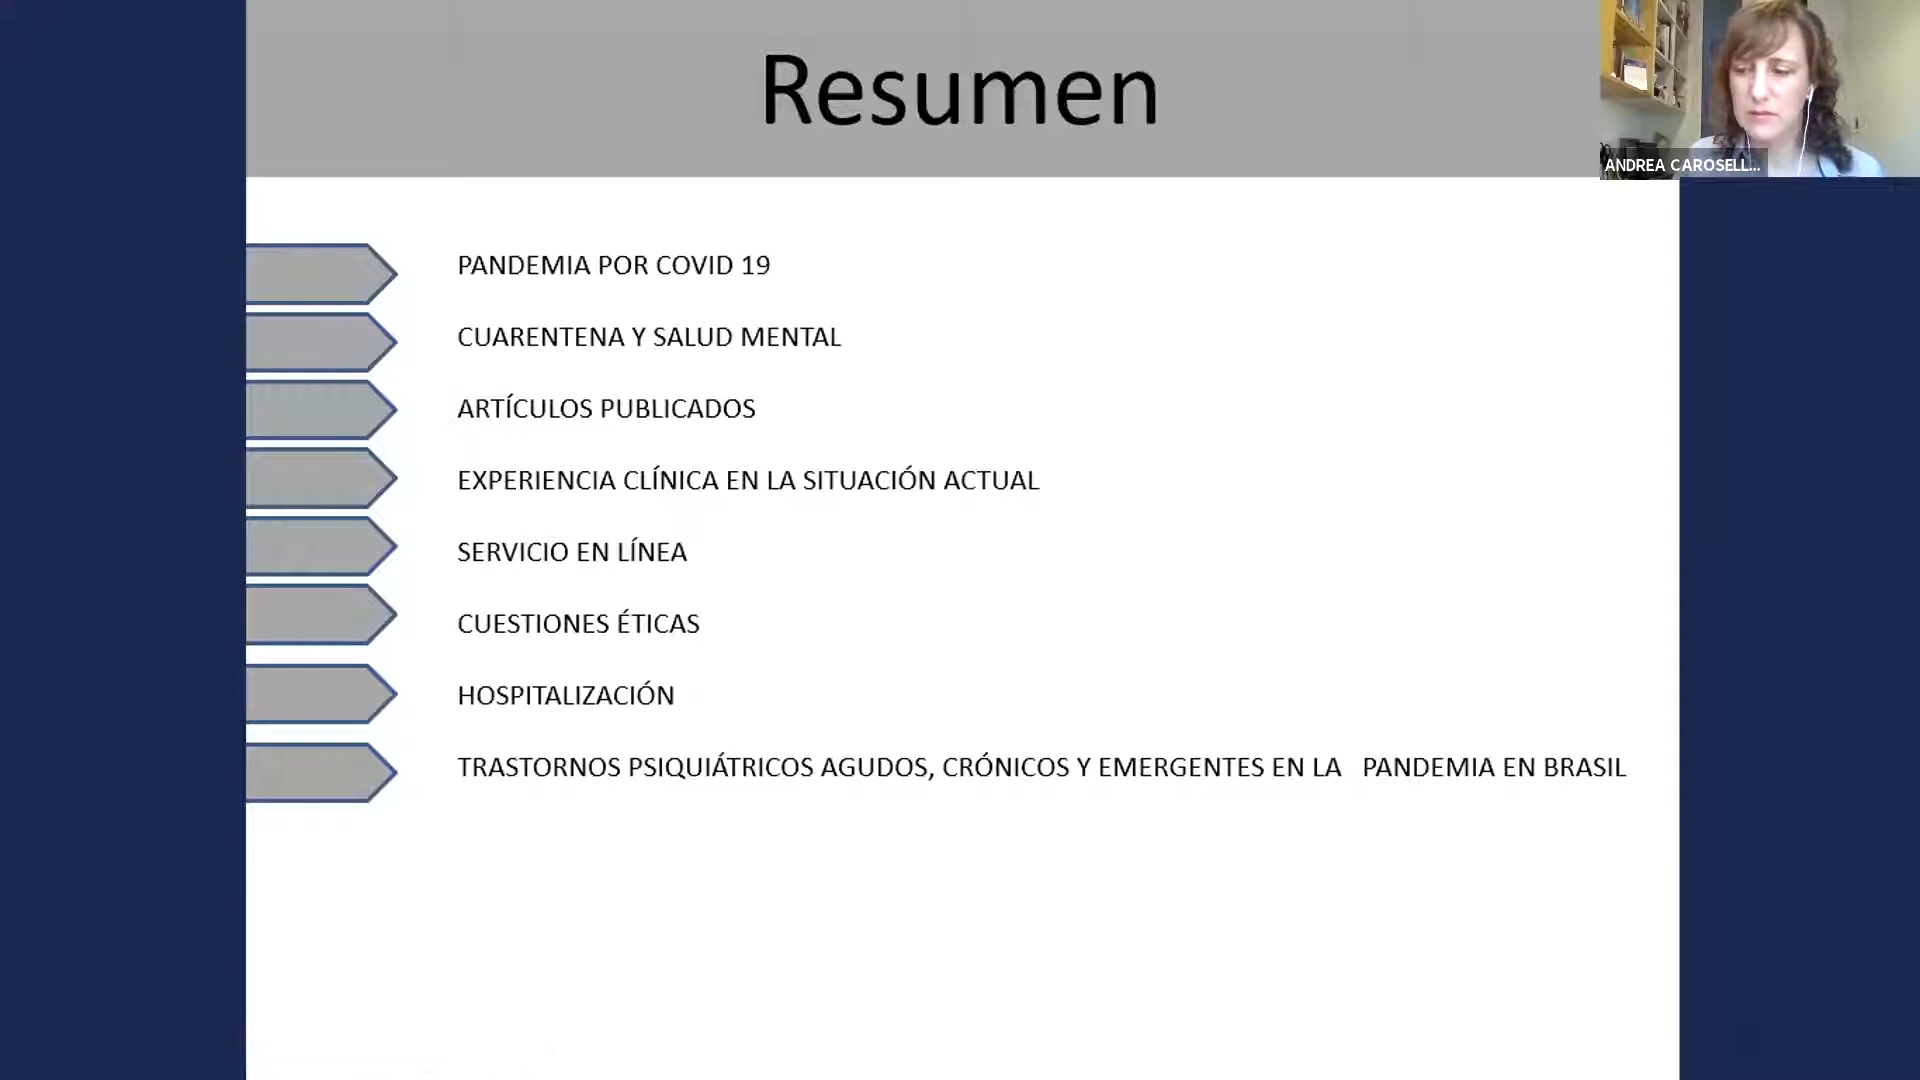 Resumen
ANDREA CAROSELL...
PANDEMIA POR COVID 19
CUARENTENA Y SALUD MENTAL
ARTÍCULOS PUBLICADOS
EXPERIENCIA CLÍNICA EN LA SITUACIÓN ACTUAL
SERVICIO EN LÍNEA
CUESTIONES ÉTICAS
HOSPITALIZACIÓN
TRASTORNOS PSIQUIÁTRICOS AGUDOS, CRÓNICOS Y EMERGENTES EN LA PANDEMIA EN BRASIL